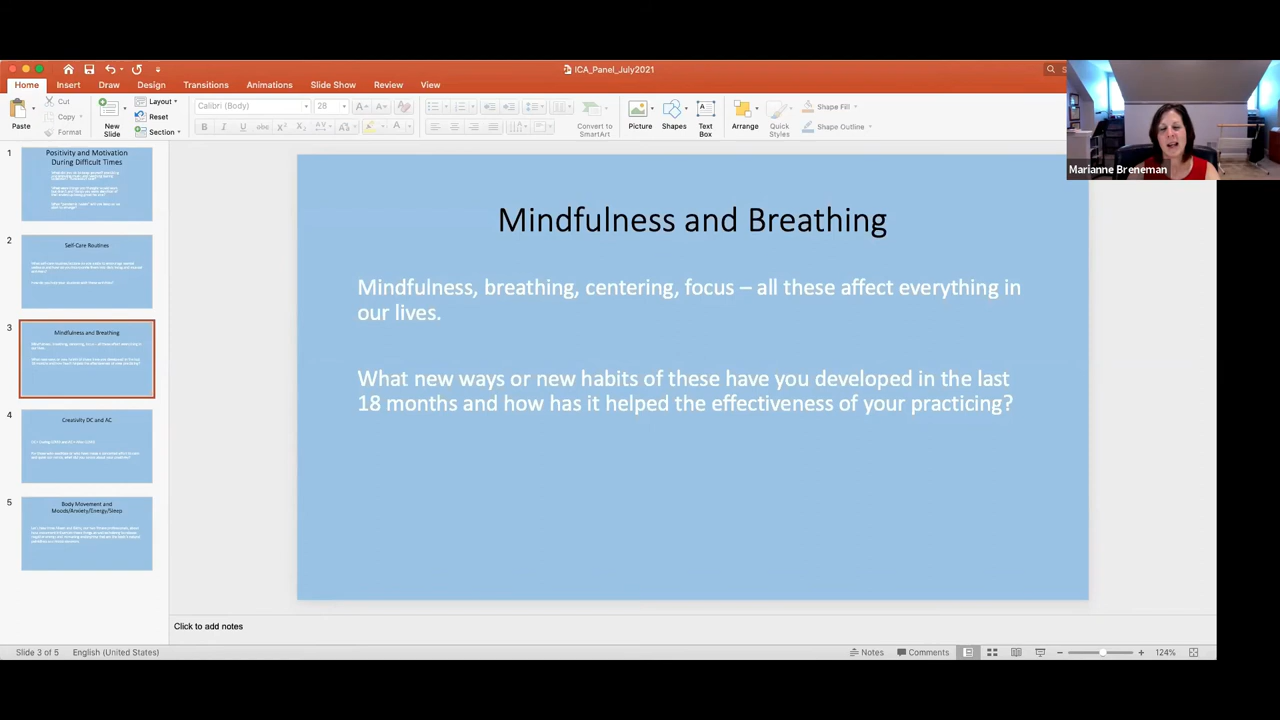 ICA_Panel_July2021
Home Insert Draw Design Transitions Animations Slide Show Review View
Paste
Cut
Copy
Format
New Slide
Layout
Reset
Section
Calibri (Body) 28
Convert to SmartArt
Picture
Shapes
Text Box
Arrange
Quick Styles
Shape Fill
Shape Outline
Marianne Breneman
1
Positivity and Motivation
During Difficult Times
2
Self-Care Routines
3
Mindfulness and Breathing
4
Creativity DC and AC
5
Body Movement and
Moods/Anxiety/Energy/Sleep
Mindfulness and Breathing
Mindfulness, breathing, centering, focus – all these affect everything in
our lives.
What new ways or new habits of these have you developed in the last
18 months and how has it helped the effectiveness of your practicing?
Click to add notes
Slide 3 of 5 English (United States)
Notes Comments 124%